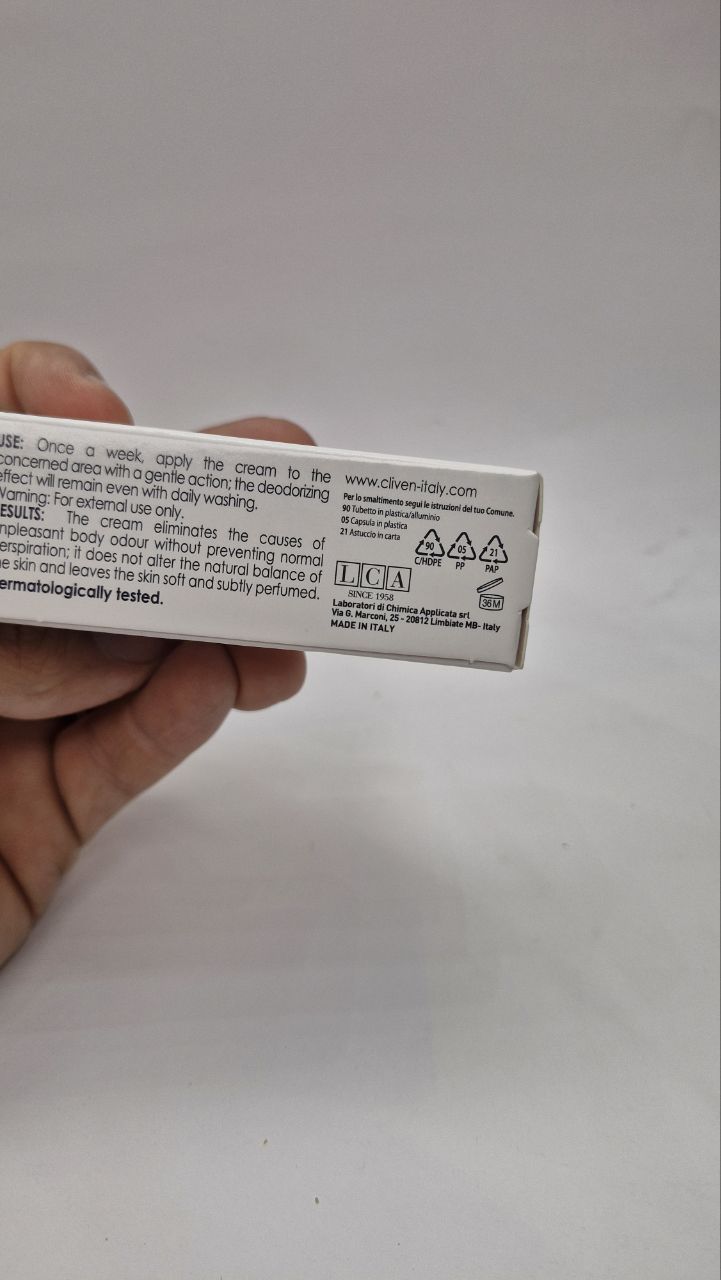 USE: Once a week, apply the cream to the
concerned area with a gentle action; the deodorizing
effect will remain even with daily washing.
Warning: For external use only.
RESULTS: The cream eliminates the causes of
unpleasant body odour without preventing normal
perspiration; it does not alter the natural balance of
the skin and leaves the skin soft and subtly perfumed.
Dermatologically tested.
www.cliven-italy.com
Per lo smaltimento segui le istruzioni del tuo Comune.
90 Tubetto in plastica/alluminio
05 Capsula in plastica
21 Astuccio in carta
90 05 21
C/HDPE PP PAP
36 M
LCA
SINCE 1958
Laboratori di Chimica Applicata srl
Via G. Marconi, 25 - 20812 Limbiate MB- Italy
MADE IN ITALY